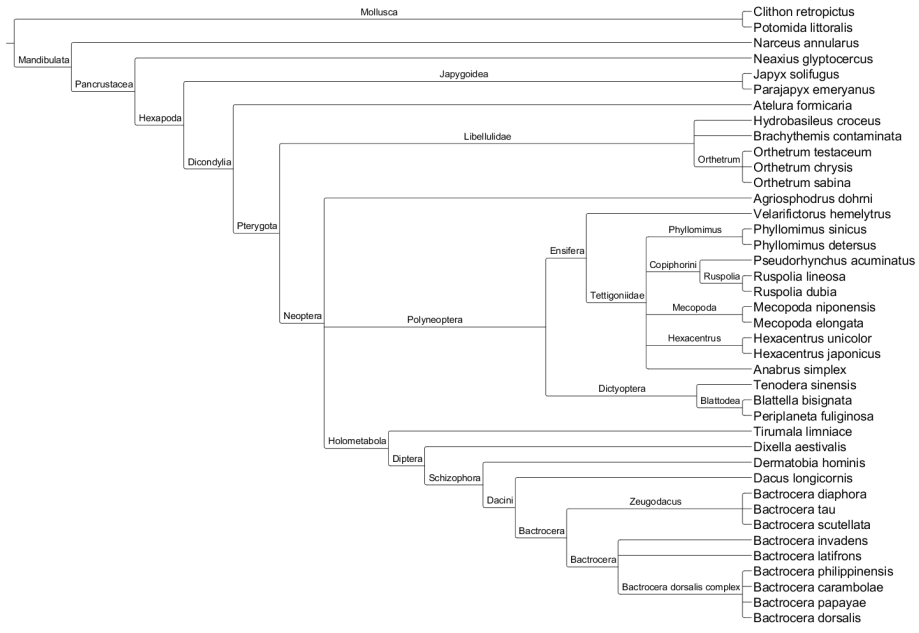 Mollusca
Clithon retropictus
Potomida littoralis
Mandibulata
Narceus annularus
Pancrustacea
Neaxius glyptocercus
Hexapoda
Japygoidea
Japyx solifugus
Parajapyx emeryanus
Dicondylia
Atelura formicaria
Pterygota
Libellulidae
Hydrobasileus croceus
Brachythemis contaminata
Orthetrum
Orthetrum testaceum
Orthetrum chrysis
Orthetrum sabina
Neoptera
Agriosphodrus dohrni
Polyneoptera
Ensifera
Velarifictorus hemelytrus
Tettigoniidae
Phyllomimus
Phyllomimus sinicus
Phyllomimus detersus
Copiphorini
Pseudorhynchus acuminatus
Ruspolia
Ruspolia lineosa
Ruspolia dubia
Mecopoda
Mecopoda niponensis
Mecopoda elongata
Hexacentrus
Hexacentrus unicolor
Hexacentrus japonicus
Anabrus simplex
Dictyoptera
Tenodera sinensis
Blattodea
Blattella bisignata
Periplaneta fuliginosa
Holometabola
Tirumala limniace
Diptera
Dixella aestivalis
Schizophora
Dermatobia hominis
Dacini
Dacus longicornis
Bactrocera
Zeugodacus
Bactrocera diaphora
Bactrocera tau
Bactrocera scutellata
Bactrocera
Bactrocera invadens
Bactrocera latifrons
Bactrocera dorsalis complex
Bactrocera philippinensis
Bactrocera carambolae
Bactrocera papayae
Bactrocera dorsalis